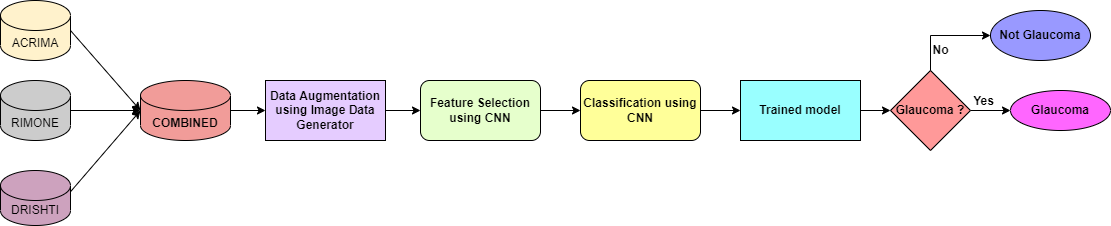 ACRIMA
RIMONE
DRISHTI
COMBINED
Data Augmentation
using Image Data
Generator
Feature Selection
using CNN
Classification using
CNN
Trained model
Glaucoma ?
No
Not Glaucoma
Yes
Glaucoma